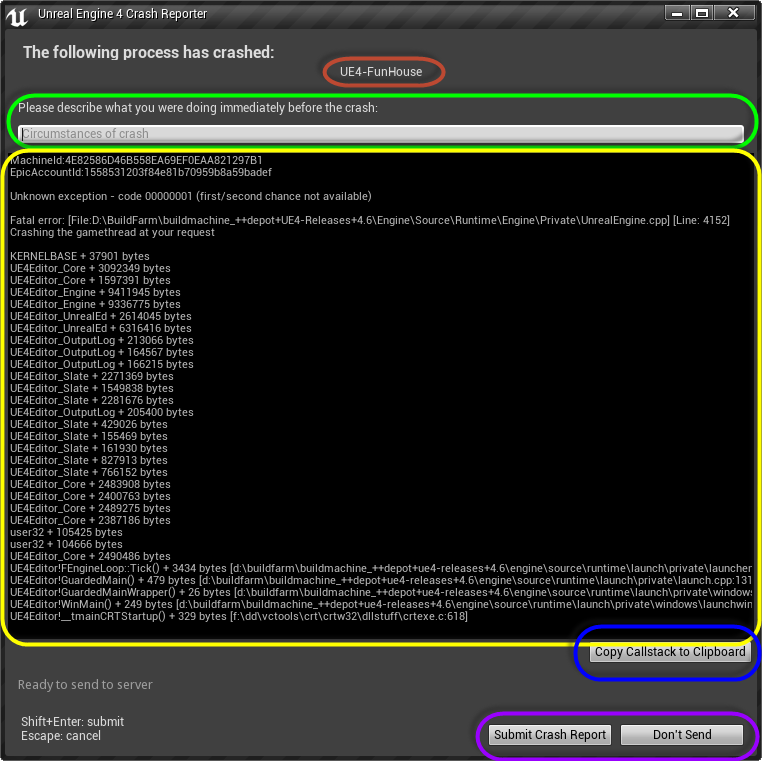 Unreal Engine 4 Crash Reporter
The following process has crashed:
UE4-FunHouse
Please describe what you were doing immediately before the crash:
Circumstances of crash
MachineId:4E82586D46B558EA69EF0EAA821297B1
EpicAccountId:1558531203f84e81b70959b8a59badef
Unknown exception - code 00000001 (first/second chance not available)
Fatal error: [File:D:\BuildFarm\buildmachine_++depot+UE4-Releases+4.6\Engine\Source\Runtime\Engine\Private\UnrealEngine.cpp] [Line: 4152]
Crashing the gamethread at your request
KERNELBASE + 37901 bytes
UE4Editor_Core + 3092349 bytes
UE4Editor_Core + 1597391 bytes
UE4Editor_Engine + 9411945 bytes
UE4Editor_Engine + 9336775 bytes
UE4Editor_UnrealEd + 2614045 bytes
UE4Editor_UnrealEd + 6316416 bytes
UE4Editor_OutputLog + 213066 bytes
UE4Editor_OutputLog + 164567 bytes
UE4Editor_OutputLog + 166215 bytes
UE4Editor_Slate + 2271369 bytes
UE4Editor_Slate + 1549838 bytes
UE4Editor_Slate + 2281676 bytes
UE4Editor_OutputLog + 205400 bytes
UE4Editor_Slate + 429026 bytes
UE4Editor_Slate + 155469 bytes
UE4Editor_Slate + 161930 bytes
UE4Editor_Slate + 827913 bytes
UE4Editor_Slate + 766152 bytes
UE4Editor_Core + 2483908 bytes
UE4Editor_Core + 2400763 bytes
UE4Editor_Core + 2489275 bytes
UE4Editor_Core + 2387186 bytes
user32 + 105425 bytes
user32 + 104666 bytes
UE4Editor_Core + 2490486 bytes
UE4Editor!FEngineLoop::Tick() + 3434 bytes [d:\buildfarm\buildmachine_++depot+ue4-releases+4.6\engine\source\runtime\launch\private\launcher
UE4Editor!GuardedMain() + 479 bytes [d:\buildfarm\buildmachine_++depot+ue4-releases+4.6\engine\source\runtime\launch\private\launch.cpp:131
UE4Editor!GuardedMainWrapper() + 26 bytes [d:\buildfarm\buildmachine_++depot+ue4-releases+4.6\engine\source\runtime\launch\private\windows
UE4Editor!WinMain() + 249 bytes [d:\buildfarm\buildmachine_++depot+ue4-releases+4.6\engine\source\runtime\launch\private\windows\launchwin
UE4Editor!__tmainCRTStartup() + 329 bytes [f:\dd\vctools\crt\crtw32\dllstuff\crtexe.c:618]
Copy Callstack to Clipboard
Ready to send to server
Shift+Enter: submit
Escape: cancel
Submit Crash Report
Don't Send